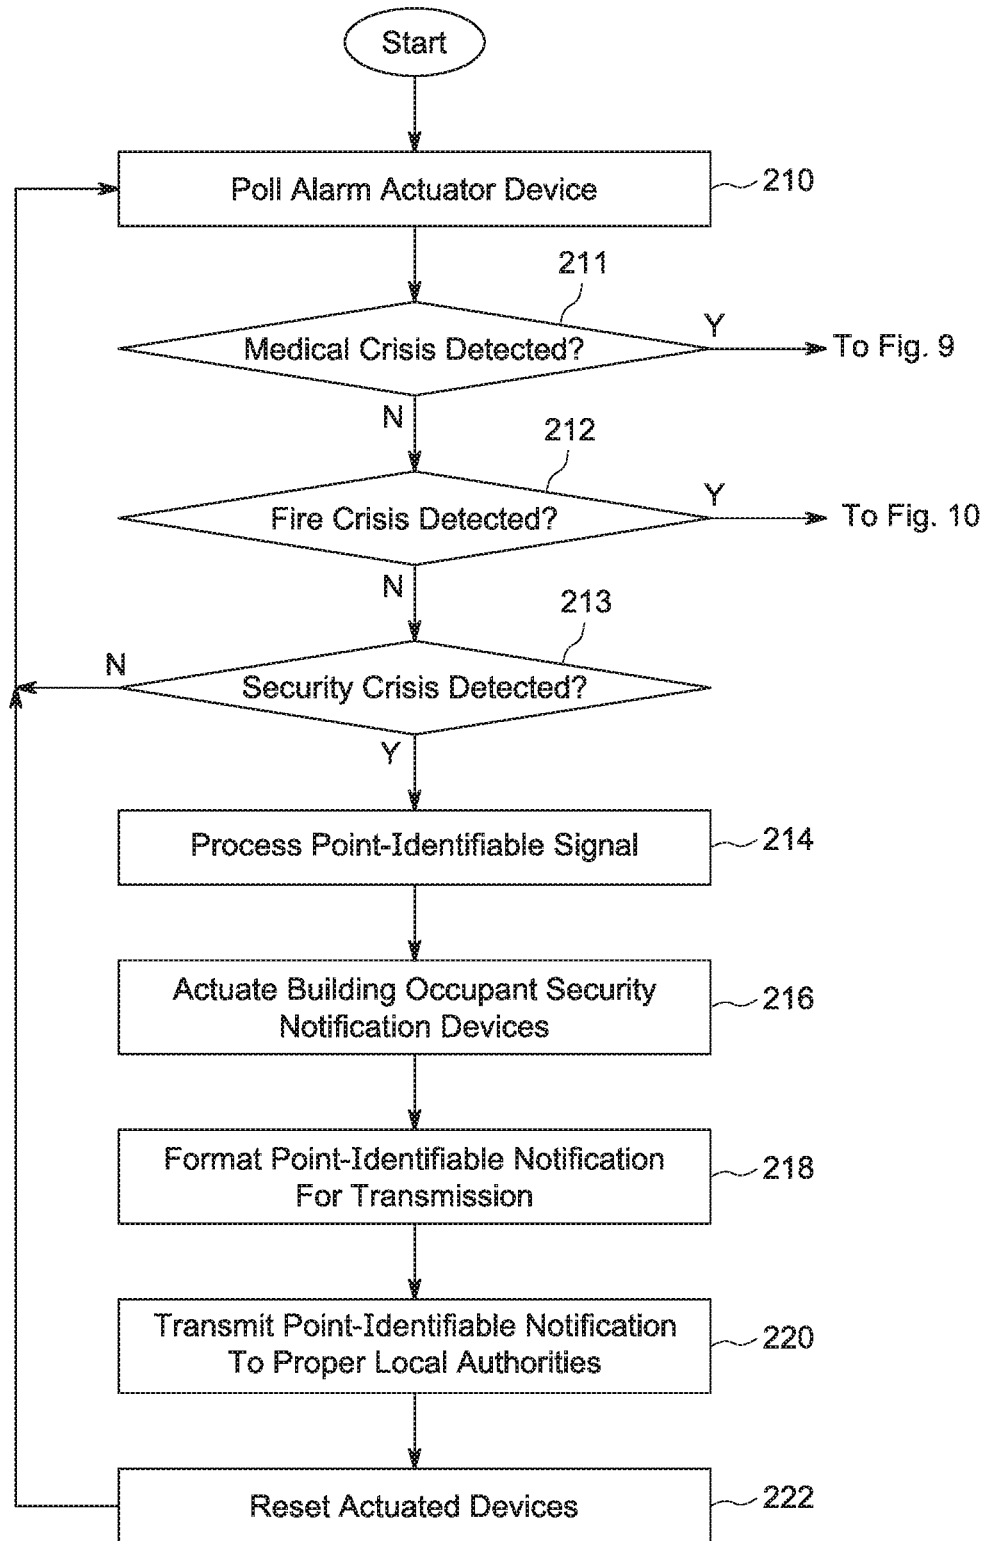 Start
Poll Alarm Actuator Device
210
211
Medical Crisis Detected?
Y
To Fig. 9
N
212
Fire Crisis Detected?
Y
To Fig. 10
N
213
N
Security Crisis Detected?
Y
Process Point-Identifiable Signal
214
Actuate Building Occupant Security
Notification Devices
216
Format Point-Identifiable Notification
For Transmission
218
Transmit Point-Identifiable Notification
To Proper Local Authorities
220
Reset Actuated Devices
222